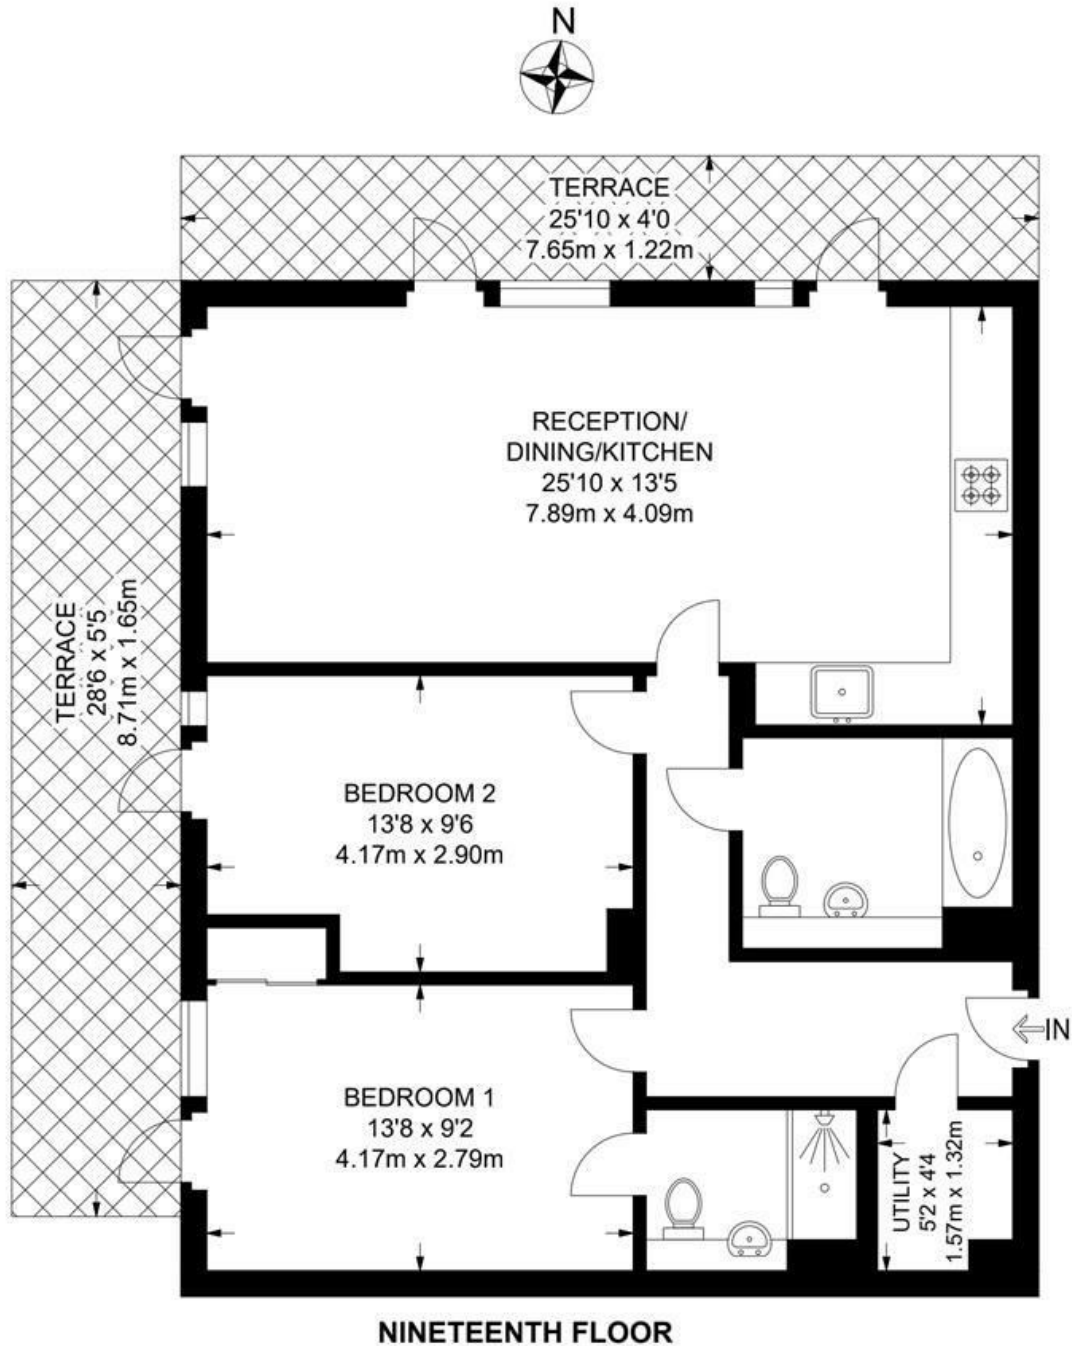 N
TERRACE
25'10 x 4'0
7.65m x 1.22m
RECEPTION/
DINING/KITCHEN
25'10 x 13'5
7.89m x 4.09m
TERRACE
28'6 x 5'5
8.71m x 1.65m
BEDROOM 2
13'8 x 9'6
4.17m x 2.90m
IN
BEDROOM 1
13'8 x 9'2
4.17m x 2.79m
UTILITY
5'2 x 4'4
1.57m x 1.32m
NINETEENTH FLOOR